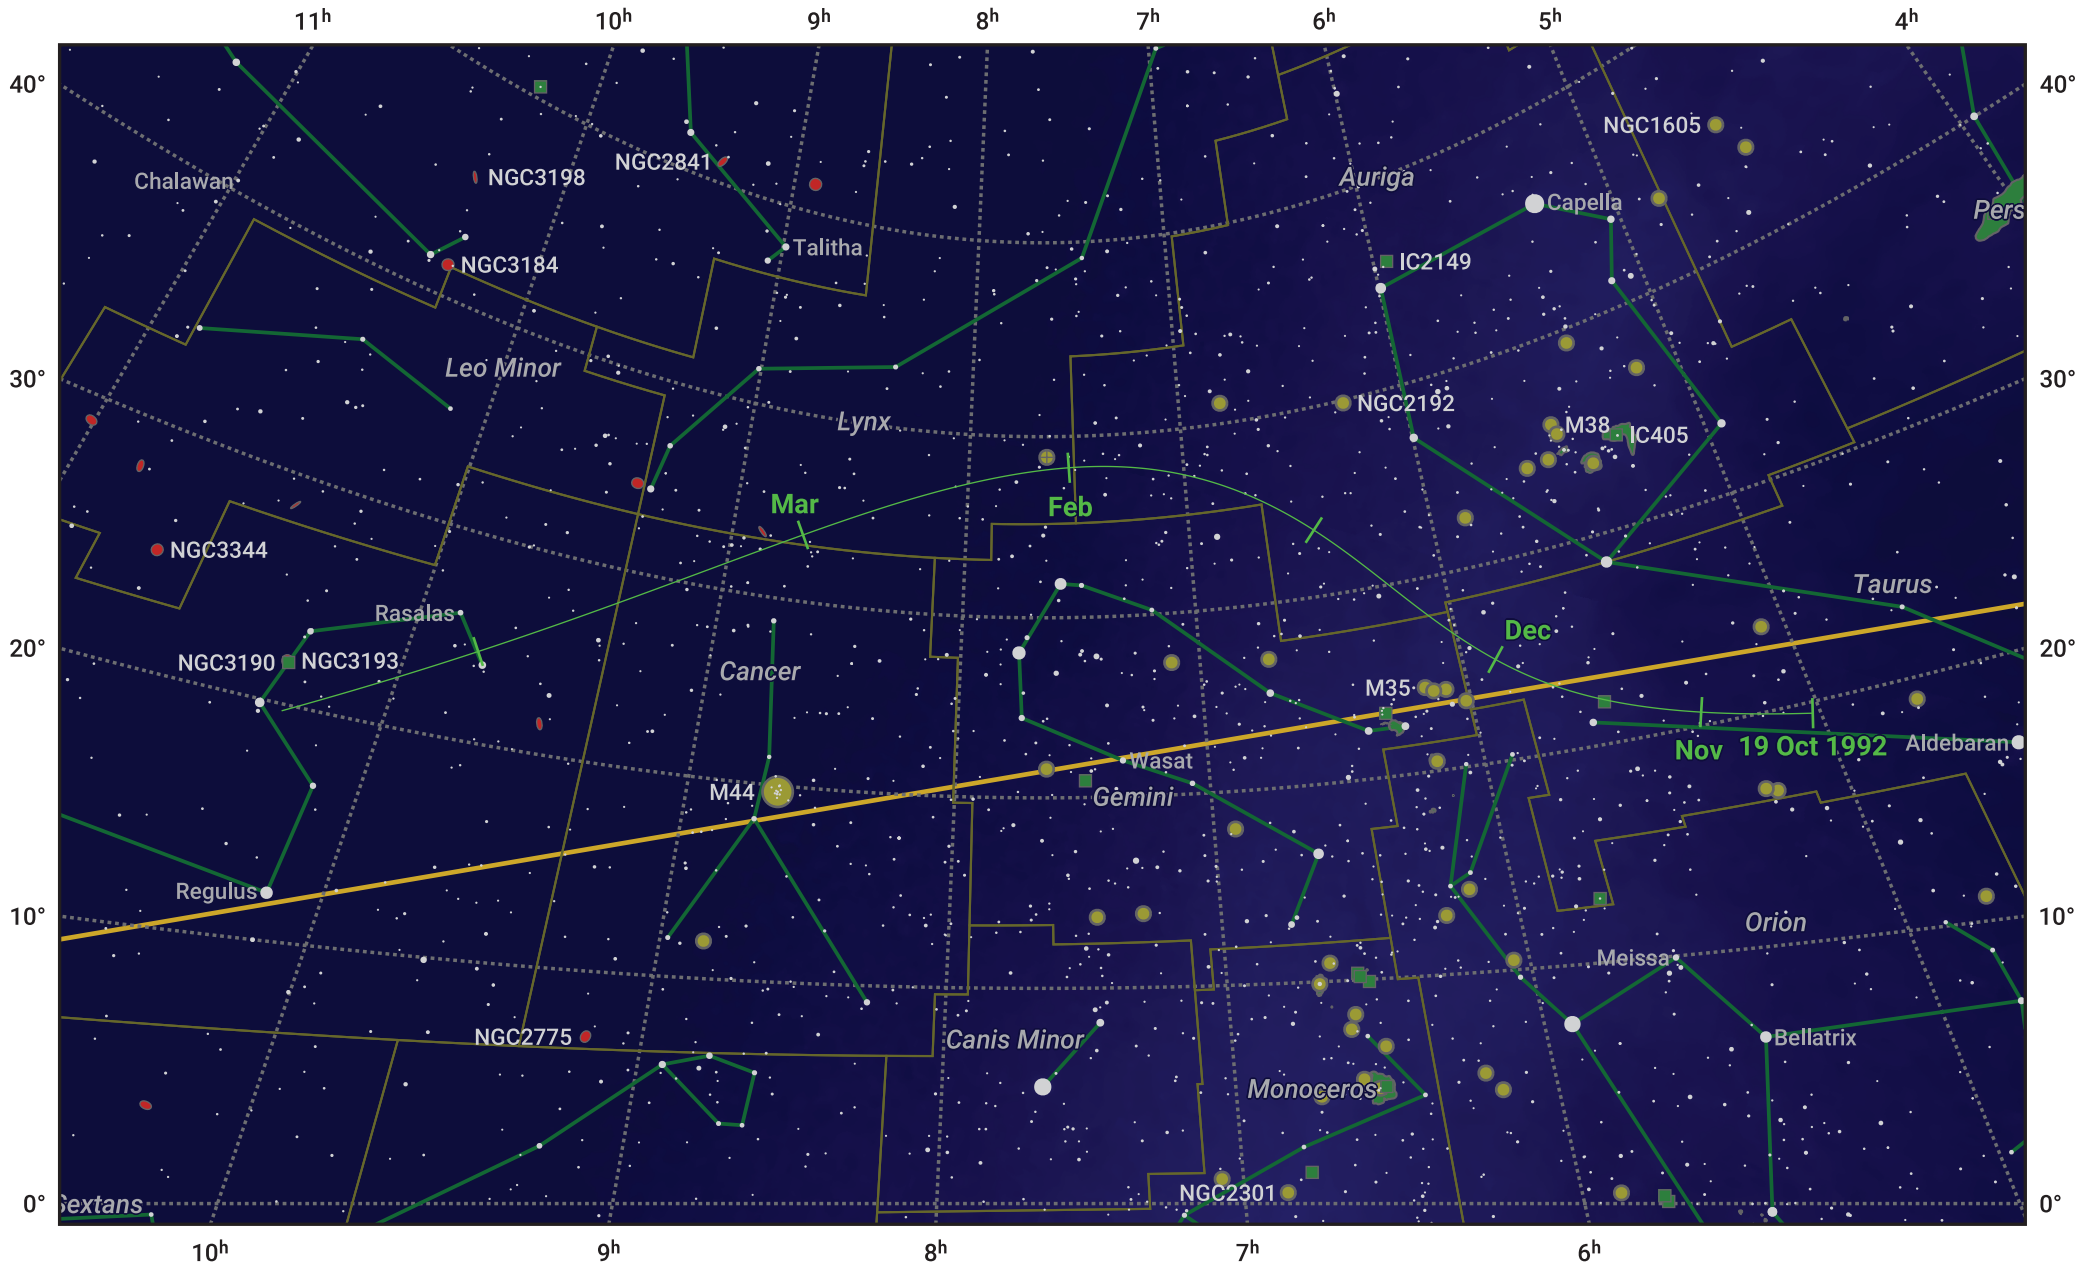 11h 10h 9h 8h 7h 6h 5h 4h
40° 40°
NGC1605
NGC2841
NGC3198
Auriga
Chalawan
Capella
Pers
Talitha
NGC3184
IC2149
Leo Minor
30° 30°
NGC2192
Lynx
M38
IC405
Mar
Feb
NGC3344
Taurus
Rasalas
Dec
20° 20°
NGC3190 NGC3193
Cancer
M35
Nov 19 Oct 1992
Aldebaran
Wasat
M44
Gemini
Regulus
10° 10°
Orion
Meissa
NGC2775
Canis Minor
Bellatrix
Monoceros
NGC2301
0° 0°
Sextans
10h 9h 8h 7h 6h